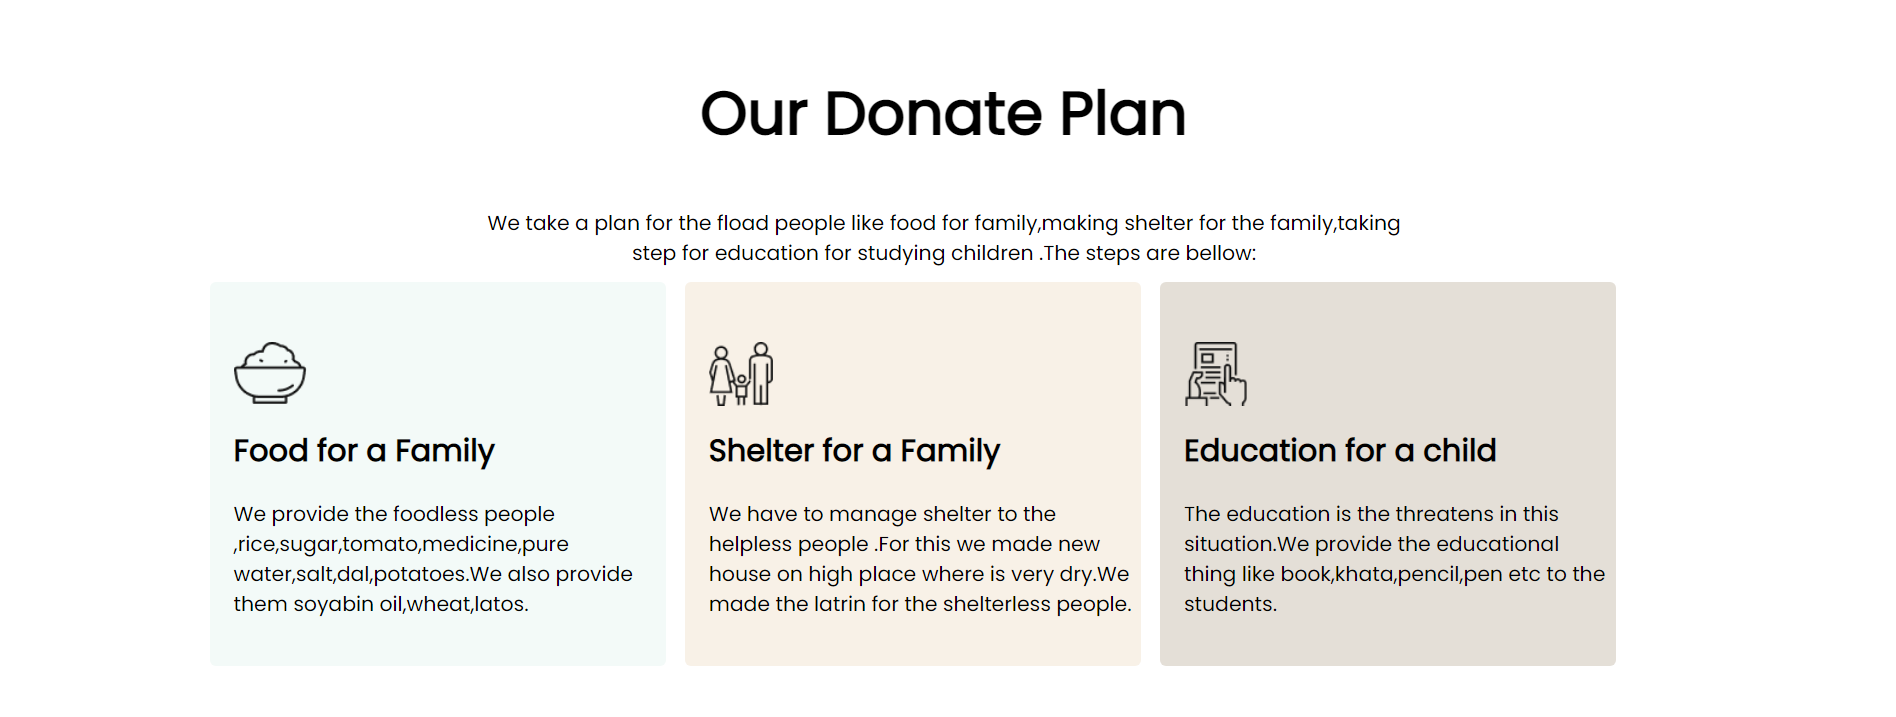 Our Donate Plan
We take a plan for the fload people like food for family,making shelter for the family,taking
step for education for studying children .The steps are bellow:
Food for a Family
We provide the foodless people
,rice,sugar,tomato,medicine,pure
water,salt,dal,potatoes.We also provide
them soyabin oil,wheat,latos.
Shelter for a Family
We have to manage shelter to the
helpless people .For this we made new
house on high place where is very dry.We
made the latrin for the shelterless people.
Education for a child
The education is the threatens in this
situation.We provide the educational
thing like book,khata,pencil,pen etc to the
students.